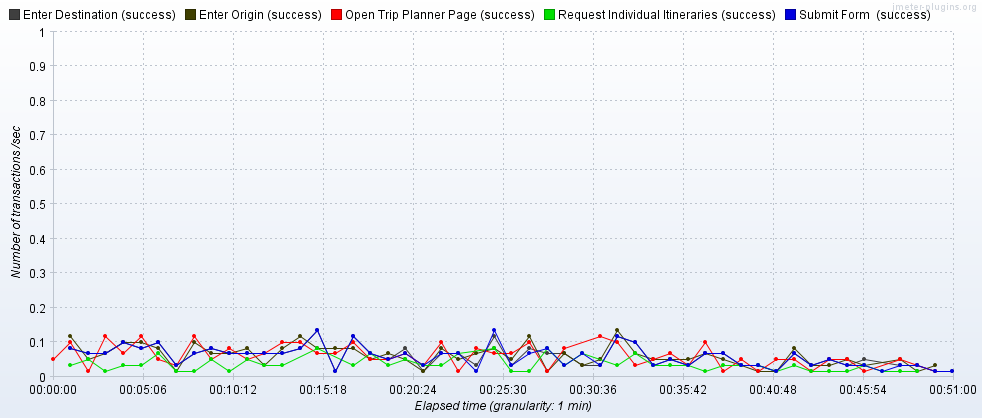 jmeter-plugins.org
Enter Destination (success) Enter Origin (success) Open Trip Planner Page (success) Request Individual Itineraries (success) Submit Form (success)
1
0.9
0.8
0.7
0.6
0.5
0.4
0.3
0.2
0.1
0
Number of transactions /sec
00:00:00 00:05:06 00:10:12 00:15:18 00:20:24 00:25:30 00:30:36 00:35:42 00:40:48 00:45:54 00:51:00
Elapsed time (granularity: 1 min)